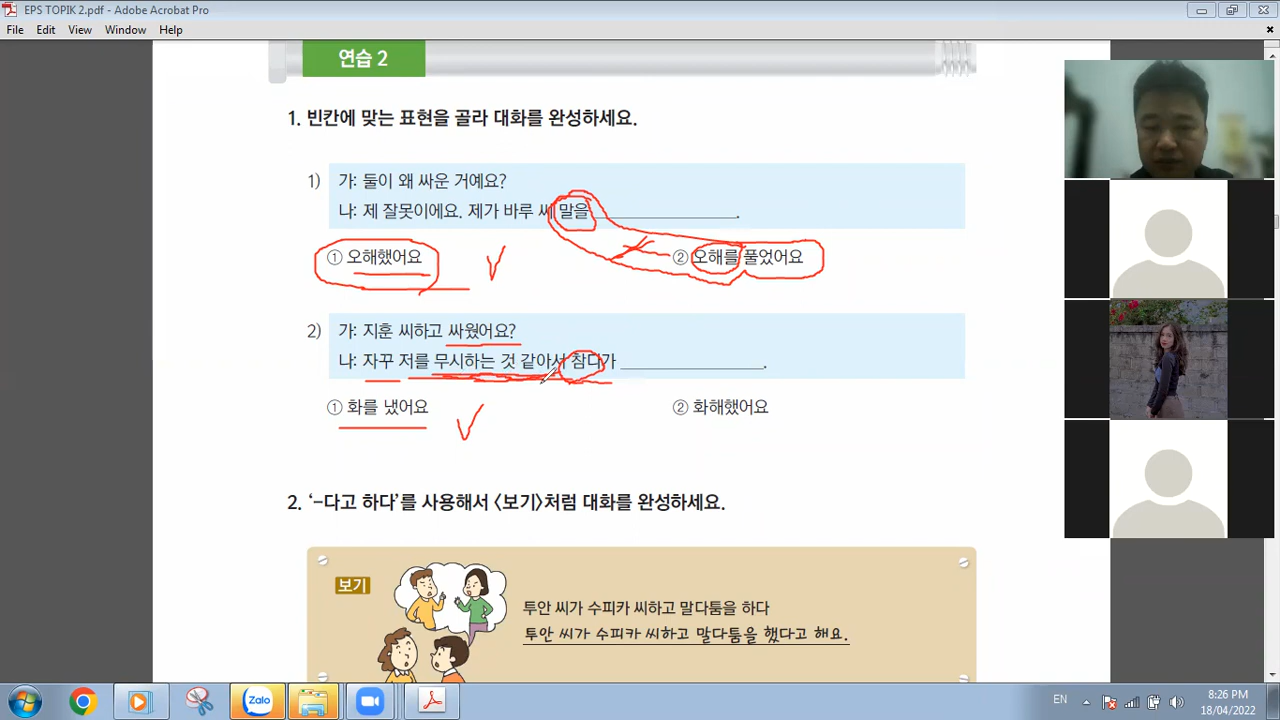 EPS TOPIK 2.pdf - Adobe Acrobat Pro
File Edit View Window Help
연습 2
1. 빈칸에 맞는 표현을 골라 대화를 완성하세요.
1) 가: 둘이 왜 싸운 거예요?
나: 제 잘못이에요. 제가 바루 씨 말을 ____________.
① 오해했어요 ② 오해를 풀었어요
2) 가: 지훈 씨하고 싸웠어요?
나: 자꾸 저를 무시하는 것 같아서 참다가 ____________.
① 화를 냈어요 ② 화해했어요
2. ‘-다고 하다’를 사용해서 〈보기〉처럼 대화를 완성하세요.
보기
투안 씨가 수피카 씨하고 말다툼을 하다
투안 씨가 수피카 씨하고 말다툼을 했다고 해요.
Zalo
EN
8:26 PM
18/04/2022